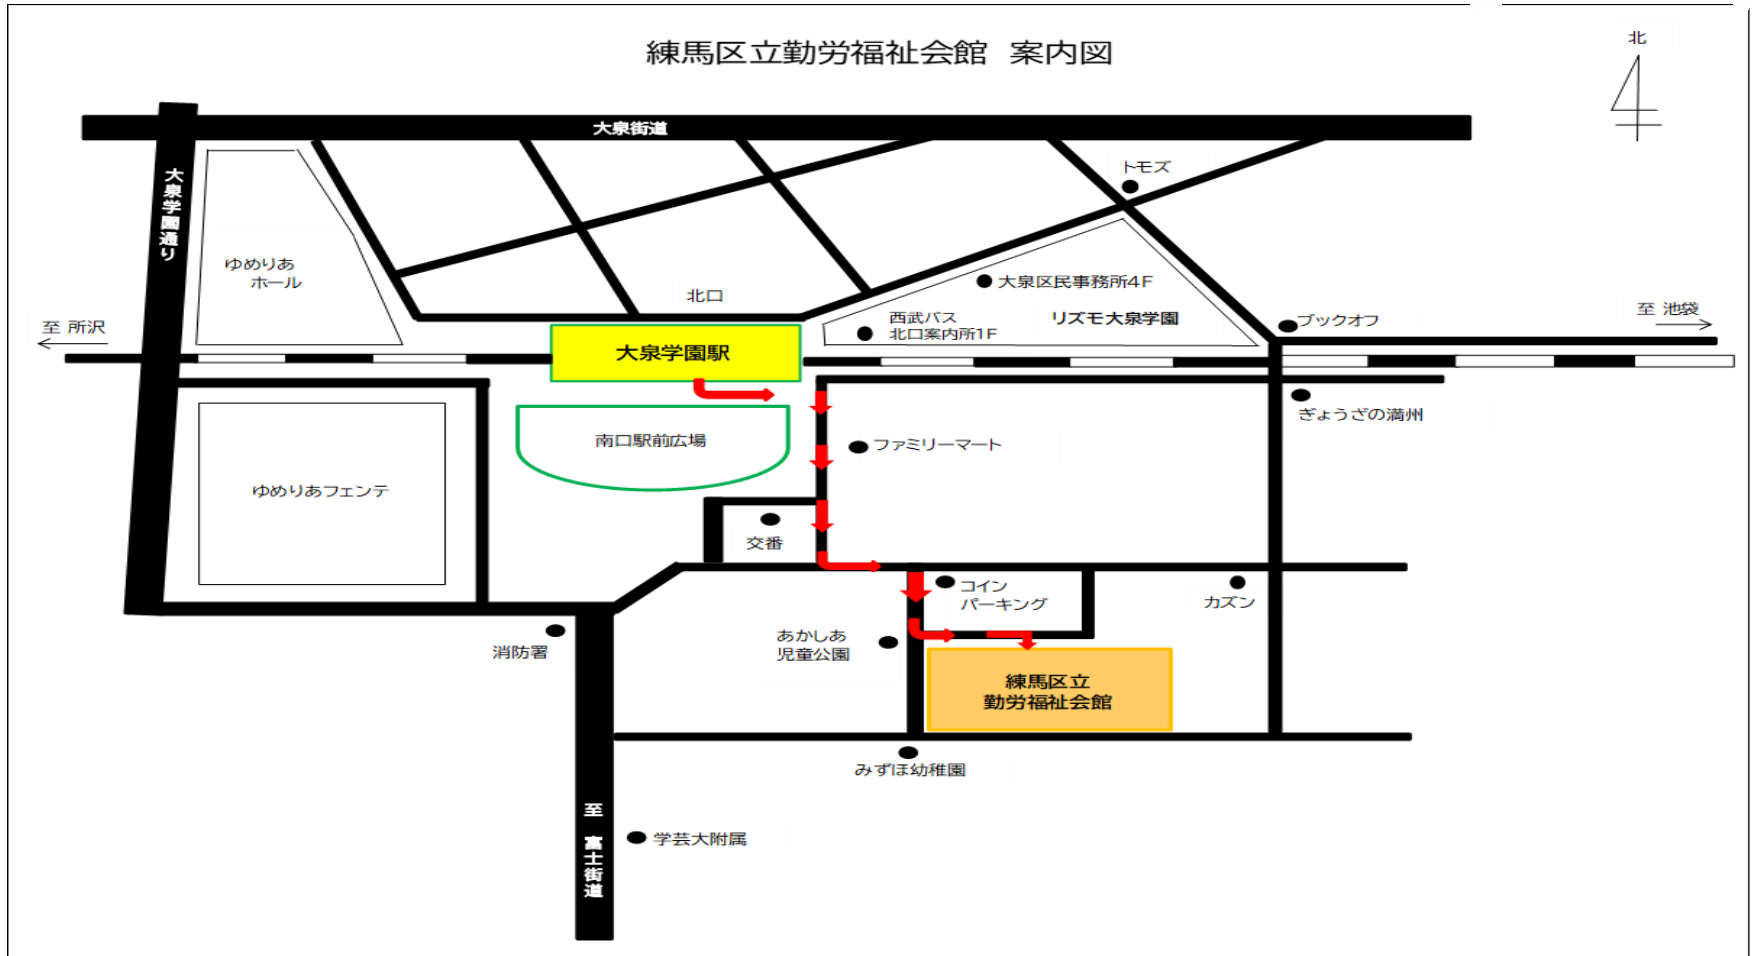 練馬区立勤労福祉会館 案内図
北
大泉街道
大泉学園通り
トモズ
ゆめりあ
ホール
北口
大泉区民事務所4F
西武バス
北口案内所1F
リズモ大泉学園
ブックオフ
至 池袋
至 所沢
大泉学園駅
ぎょうざの満州
南口駅前広場
ファミリーマート
ゆめりあフェンテ
交番
コイン
パーキング
カズン
あかしあ
児童公園
消防署
練馬区立
勤労福祉会館
みずほ幼稚園
至 富士街道
学芸大附属